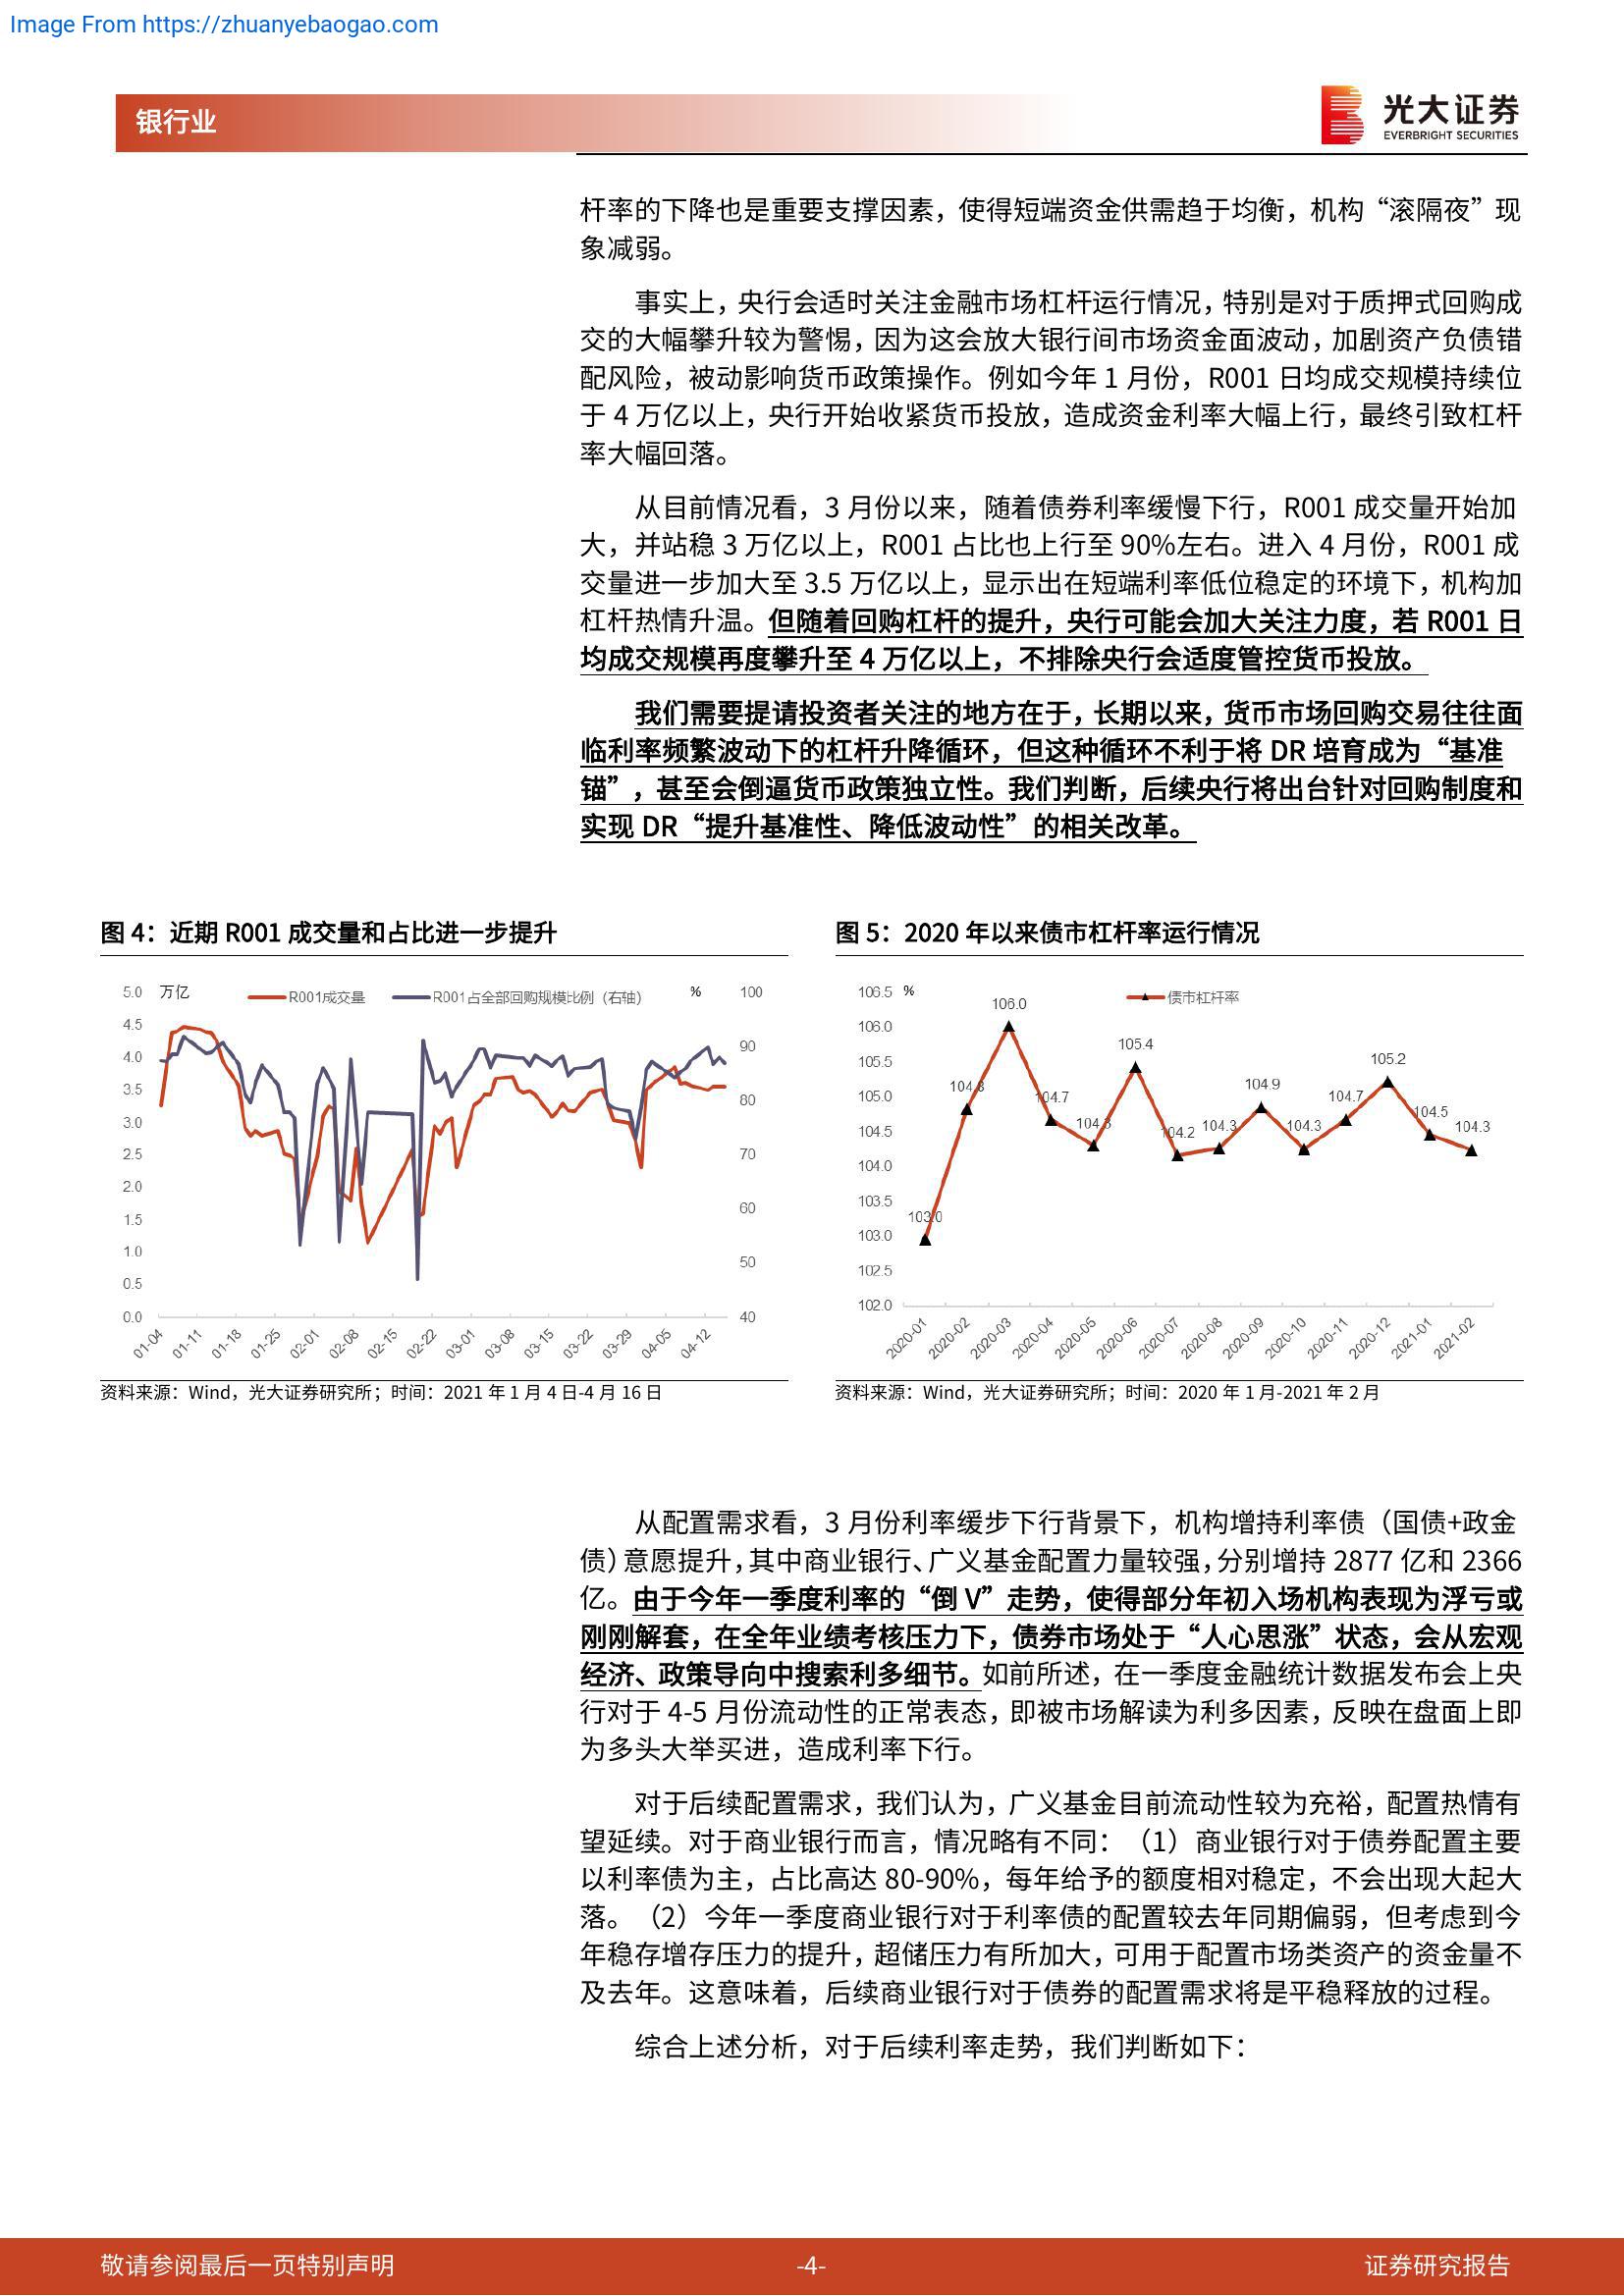 Image From https://zhuanyebaogao.com
银行业
光大证券
EVERBRIGHT SECURITIES
杆率的下降也是重要支撑因素，使得短端资金供需趋于均衡，机构“滚隔夜”现
象减弱。
事实上，央行会适时关注金融市场杠杆运行情况，特别是对于质押式回购成
交的大幅攀升较为警惕，因为这会放大银行间市场资金面波动，加剧资产负债错
配风险，被动影响货币政策操作。例如今年 1 月份，R001 日均成交规模持续位
于 4 万亿以上，央行开始收紧货币投放，造成资金利率大幅上行，最终引致杠杆
率大幅回落。
从目前情况看，3 月份以来，随着债券利率缓慢下行，R001 成交量开始加
大，并站稳 3 万亿以上，R001 占比也上行至 90%左右。进入 4 月份，R001 成
交量进一步加大至 3.5 万亿以上，显示出在短端利率低位稳定的环境下，机构加
杠杆热情升温。但随着回购杠杆的提升，央行可能会加大关注力度，若 R001 日
均成交规模再度攀升至 4 万亿以上，不排除央行会适度管控货币投放。
我们需要提请投资者关注的地方在于，长期以来，货币市场回购交易往往面
临利率频繁波动下的杠杆升降循环，但这种循环不利于将 DR 培育成为“基准
锚”，甚至会倒逼货币政策独立性。我们判断，后续央行将出台针对回购制度和
实现 DR“提升基准性、降低波动性”的相关改革。
图 4：近期 R001 成交量和占比进一步提升
5.0 万亿 R001成交量 R001占全部回购规模比例（右轴） % 100
4.5
4.0 90
3.5
3.0 80
2.5 70
2.0
1.5 60
1.0 50
0.5
0.0 40
01-04 01-11 01-18 01-25 02-01 02-08 02-15 02-22 03-01 03-08 03-15 03-22 03-29 04-05 04-12
资料来源：Wind，光大证券研究所；时间：2021 年 1 月 4 日-4 月 16 日
图 5：2020 年以来债市杠杆率运行情况
106.5 % 债市杠杆率
106.0
105.5
105.0
104.5
104.0
103.5
103.0
102.5
102.0
103.0 104.8 106.0 104.7 104.3 105.4 104.2 104.3 104.9 104.3 104.7 105.2 104.5 104.3
2020-01 2020-02 2020-03 2020-04 2020-05 2020-06 2020-07 2020-08 2020-09 2020-10 2020-11 2020-12 2021-01 2021-02
资料来源：Wind，光大证券研究所；时间：2020 年 1 月-2021 年 2 月
从配置需求看，3 月份利率缓步下行背景下，机构增持利率债（国债+政金
债）意愿提升，其中商业银行、广义基金配置力量较强，分别增持 2877 亿和 2366
亿。由于今年一季度利率的“倒 V”走势，使得部分年初入场机构表现为浮亏或
刚刚解套，在全年业绩考核压力下，债券市场处于“人心思涨”状态，会从宏观
经济、政策导向中搜索利多细节。如前所述，在一季度金融统计数据发布会上央
行对于 4-5 月份流动性的正常表态，即被市场解读为利多因素，反映在盘面上即
为多头大举买进，造成利率下行。
对于后续配置需求，我们认为，广义基金目前流动性较为充裕，配置热情有
望延续。对于商业银行而言，情况略有不同：（1）商业银行对于债券配置主要
以利率债为主，占比高达 80-90%，每年给予的额度相对稳定，不会出现大起大
落。（2）今年一季度商业银行对于利率债的配置较去年同期偏弱，但考虑到今
年稳存增存压力的提升，超储压力有所加大，可用于配置市场类资产的资金量不
及去年。这意味着，后续商业银行对于债券的配置需求将是平稳释放的过程。
综合上述分析，对于后续利率走势，我们判断如下：
敬请参阅最后一页特别声明
-4-
证券研究报告